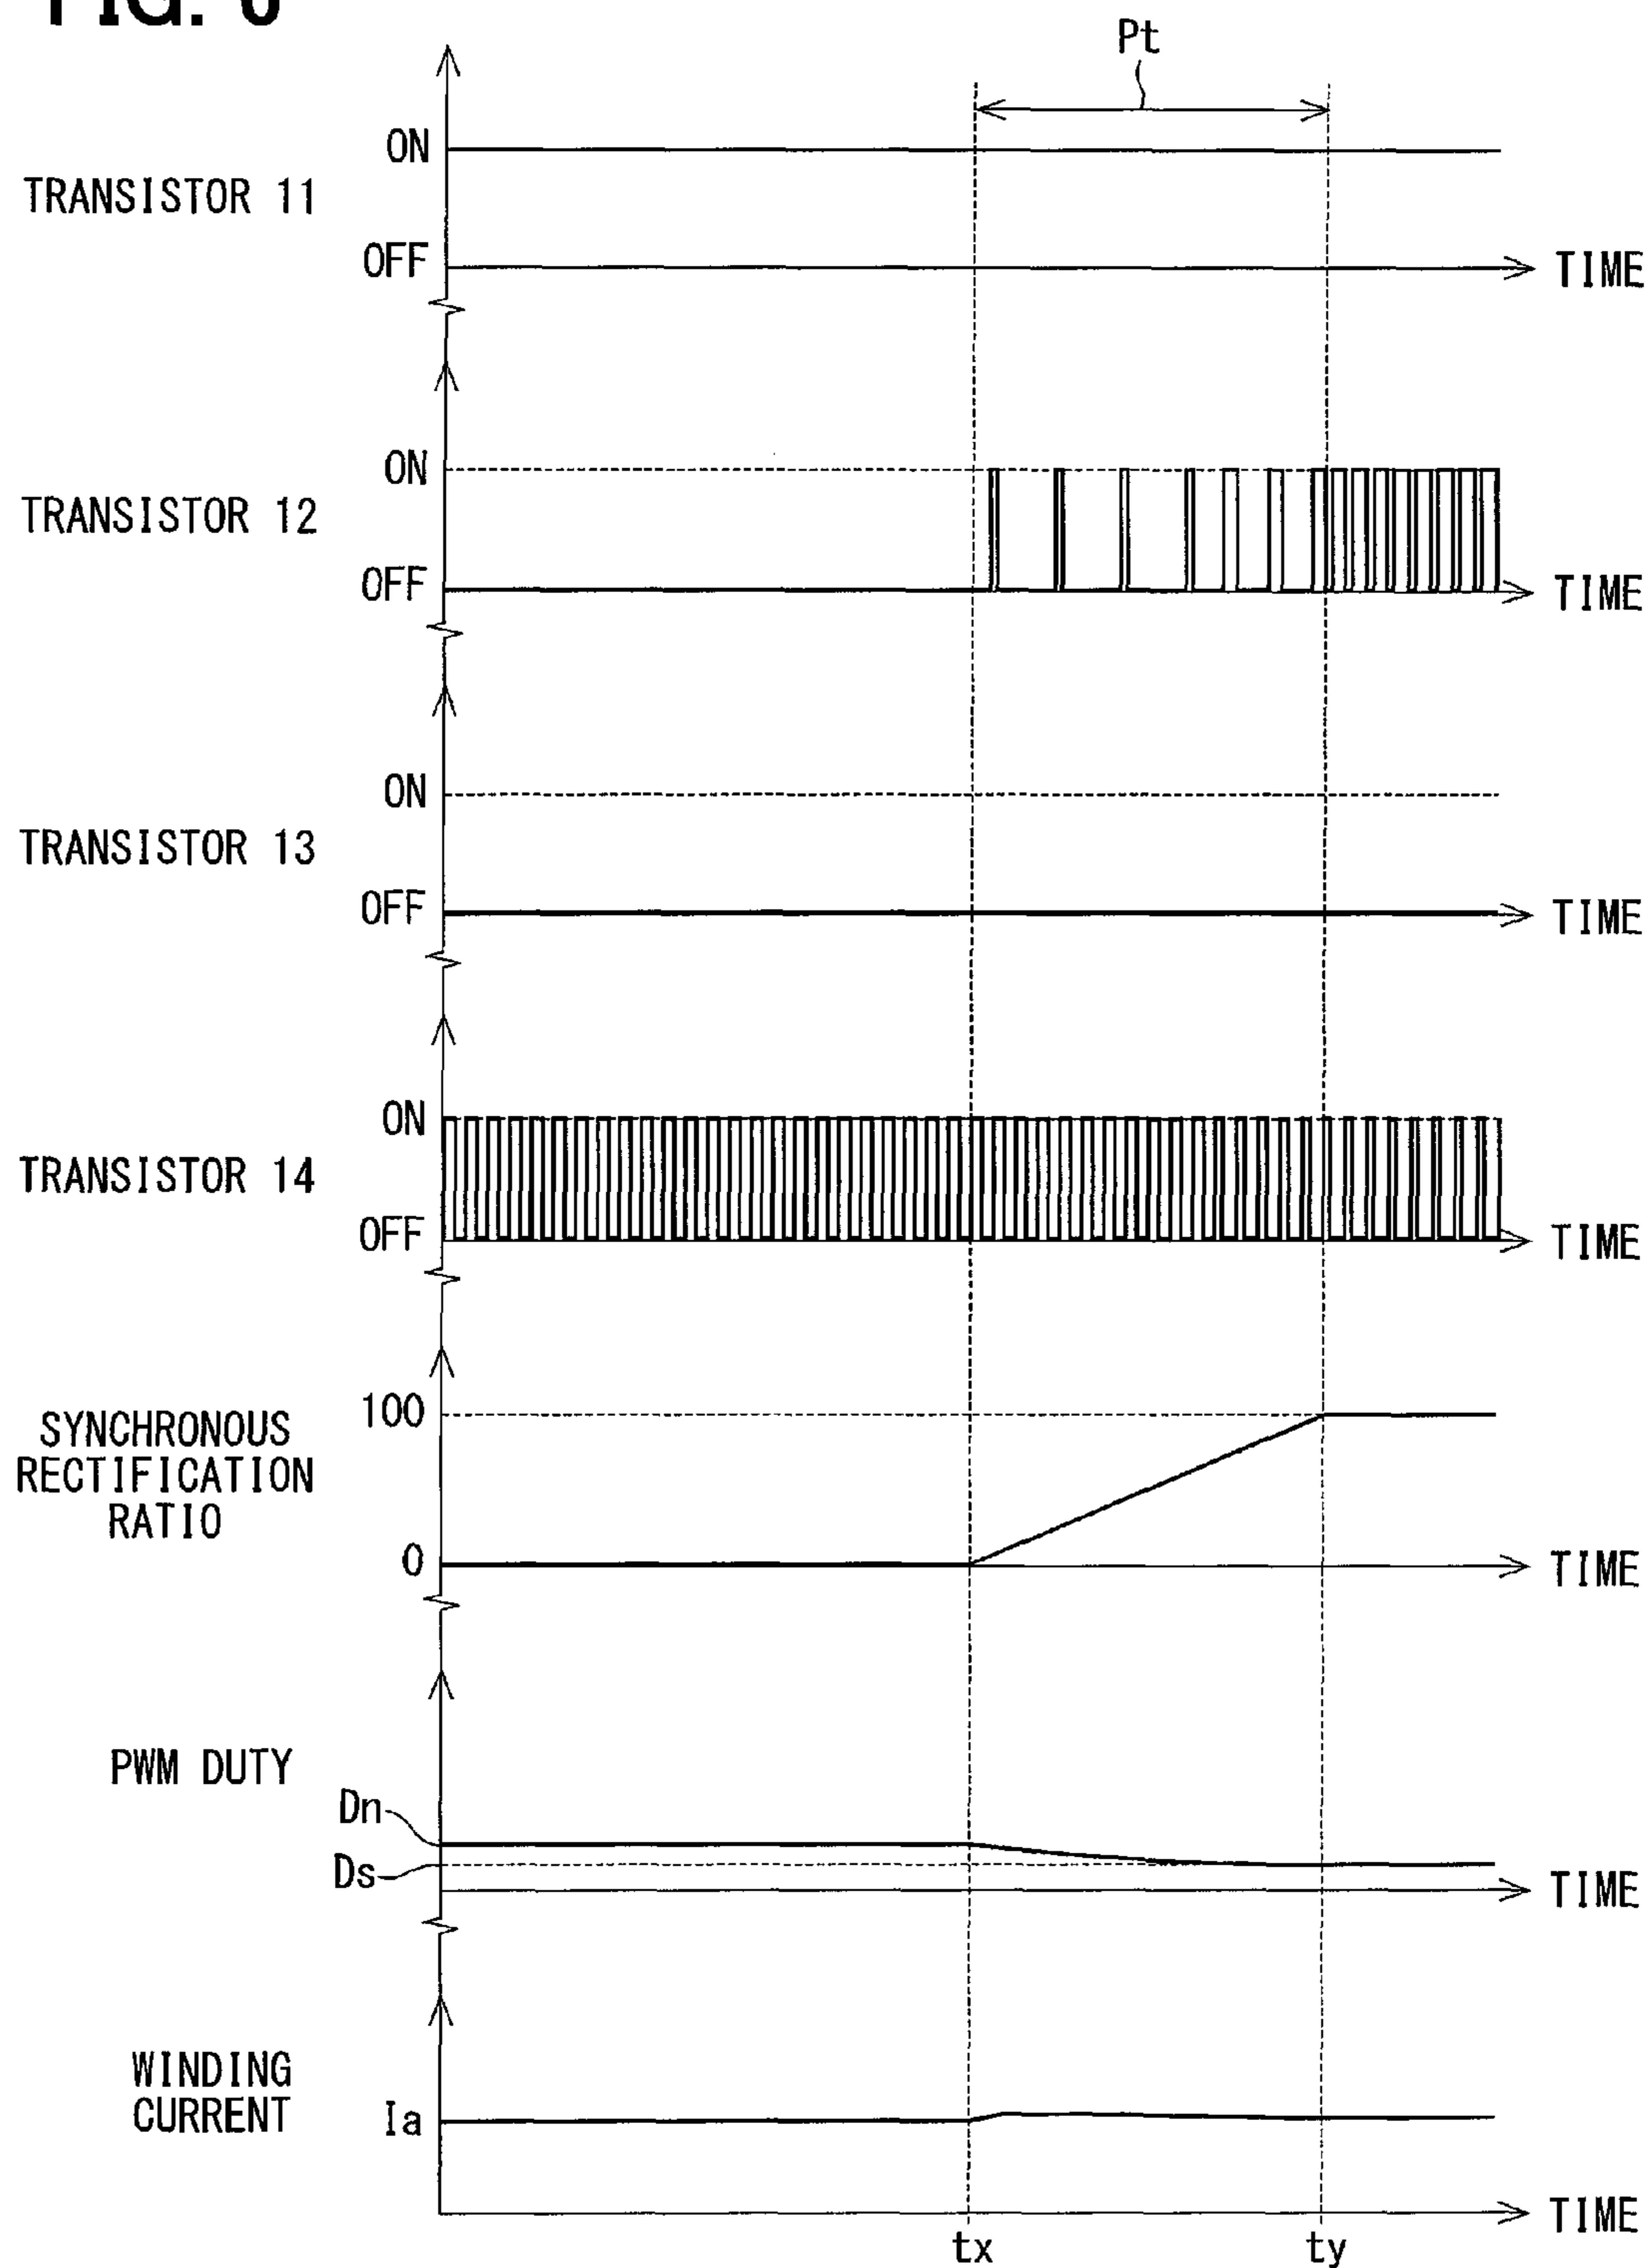 FIG.
Pt
ON
TRANSISTOR 11
OFF
TIME
ON
TRANSISTOR 12
OFF
TIME
ON
TRANSISTOR 13
OFF
TIME
ON
TRANSISTOR 14
OFF
TIME
100
SYNCHRONOUS
RECTIFICATION
RATIO
0
TIME
PWM DUTY
Dn
Ds
TIME
WINDING
CURRENT
Ia
TIME
tx
ty